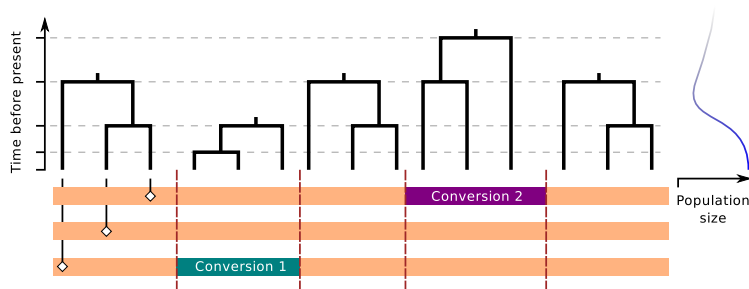 Time before present
Conversion 2
Conversion 1
Population
size